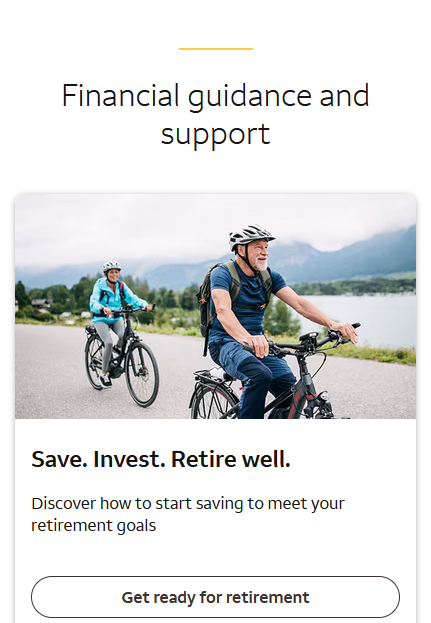 Financial guidance and
support
Save. Invest. Retire well.
Discover how to start saving to meet your
retirement goals
Get ready for retirement